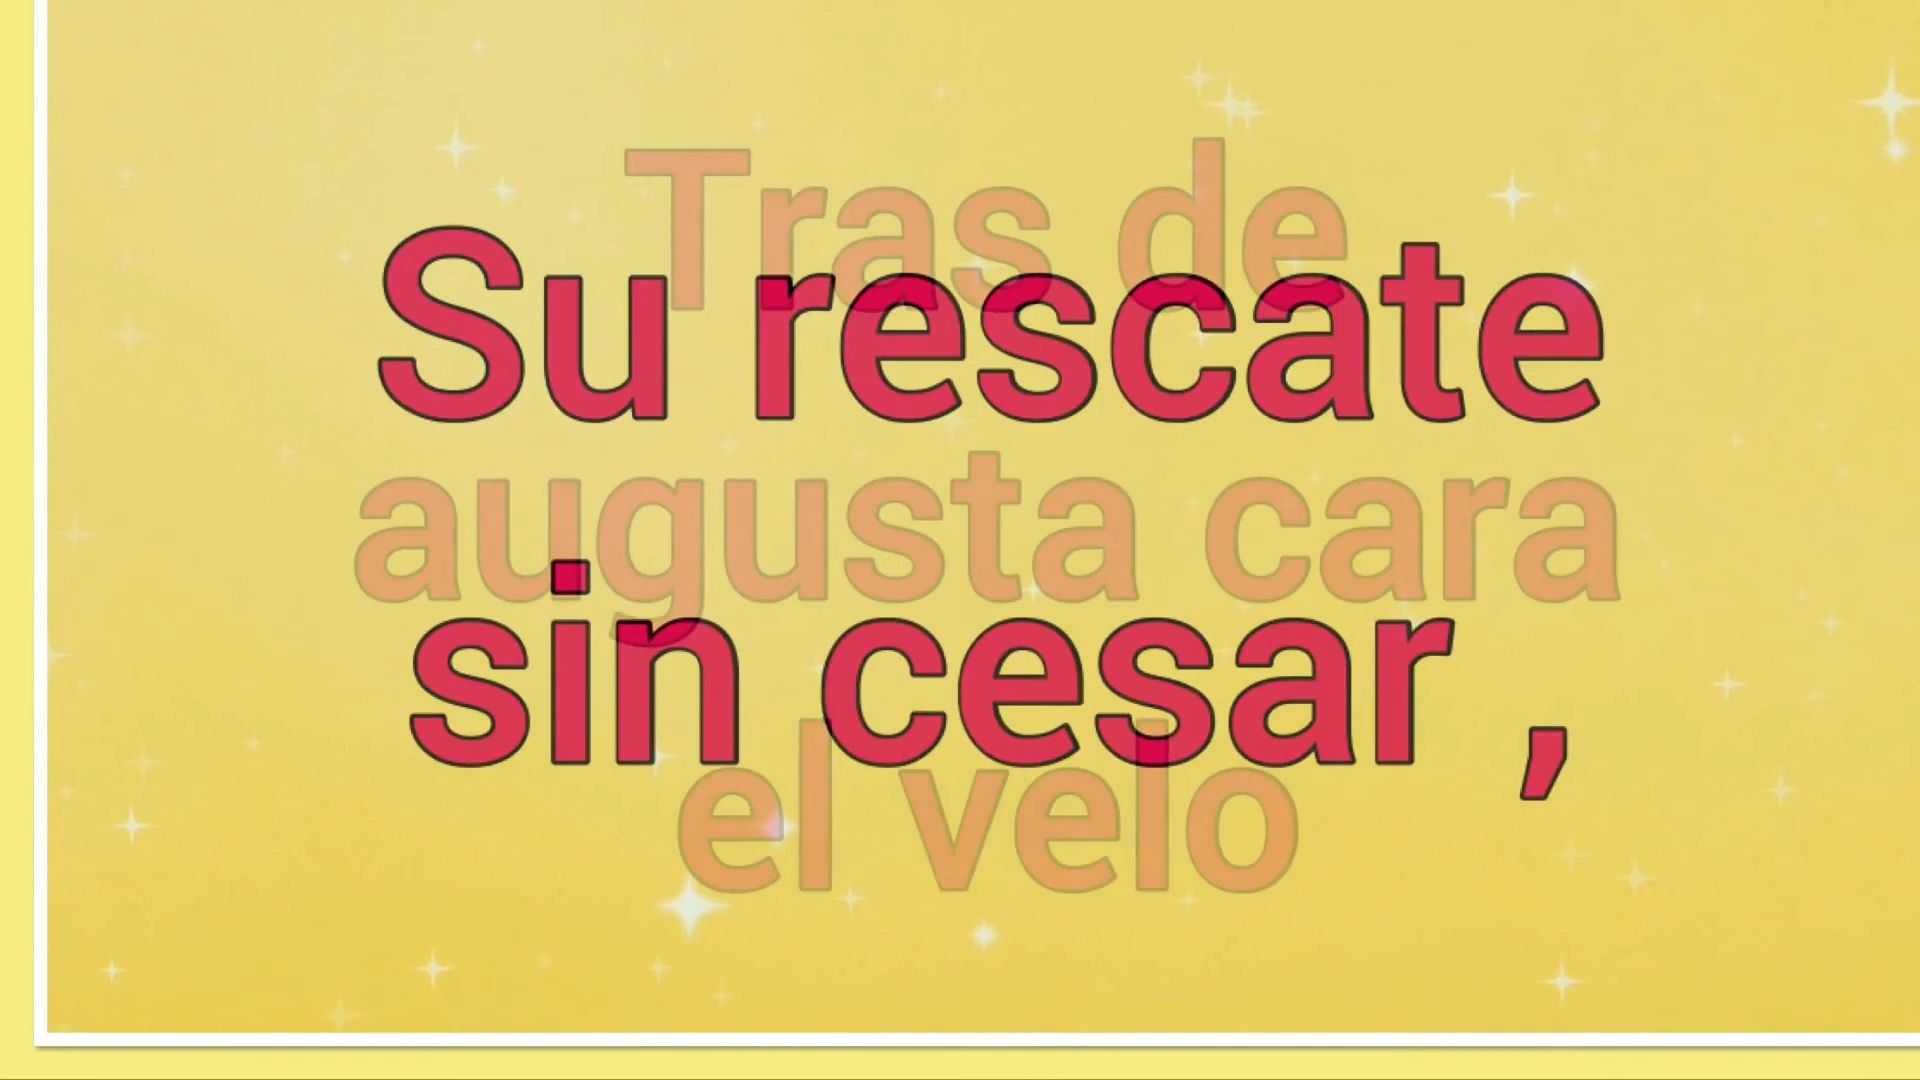 Tras de
Su rescate
augusta cara
sin cesar ,
el velo